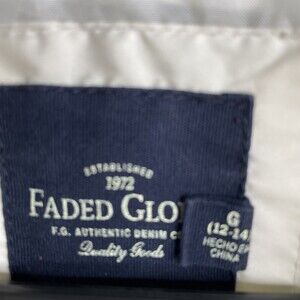 ESTABLISHED
1972
FADED GLO
F.G. AUTHENTIC DENIM
Quality Goods
G
(12-14
HECHO EN
CHINA